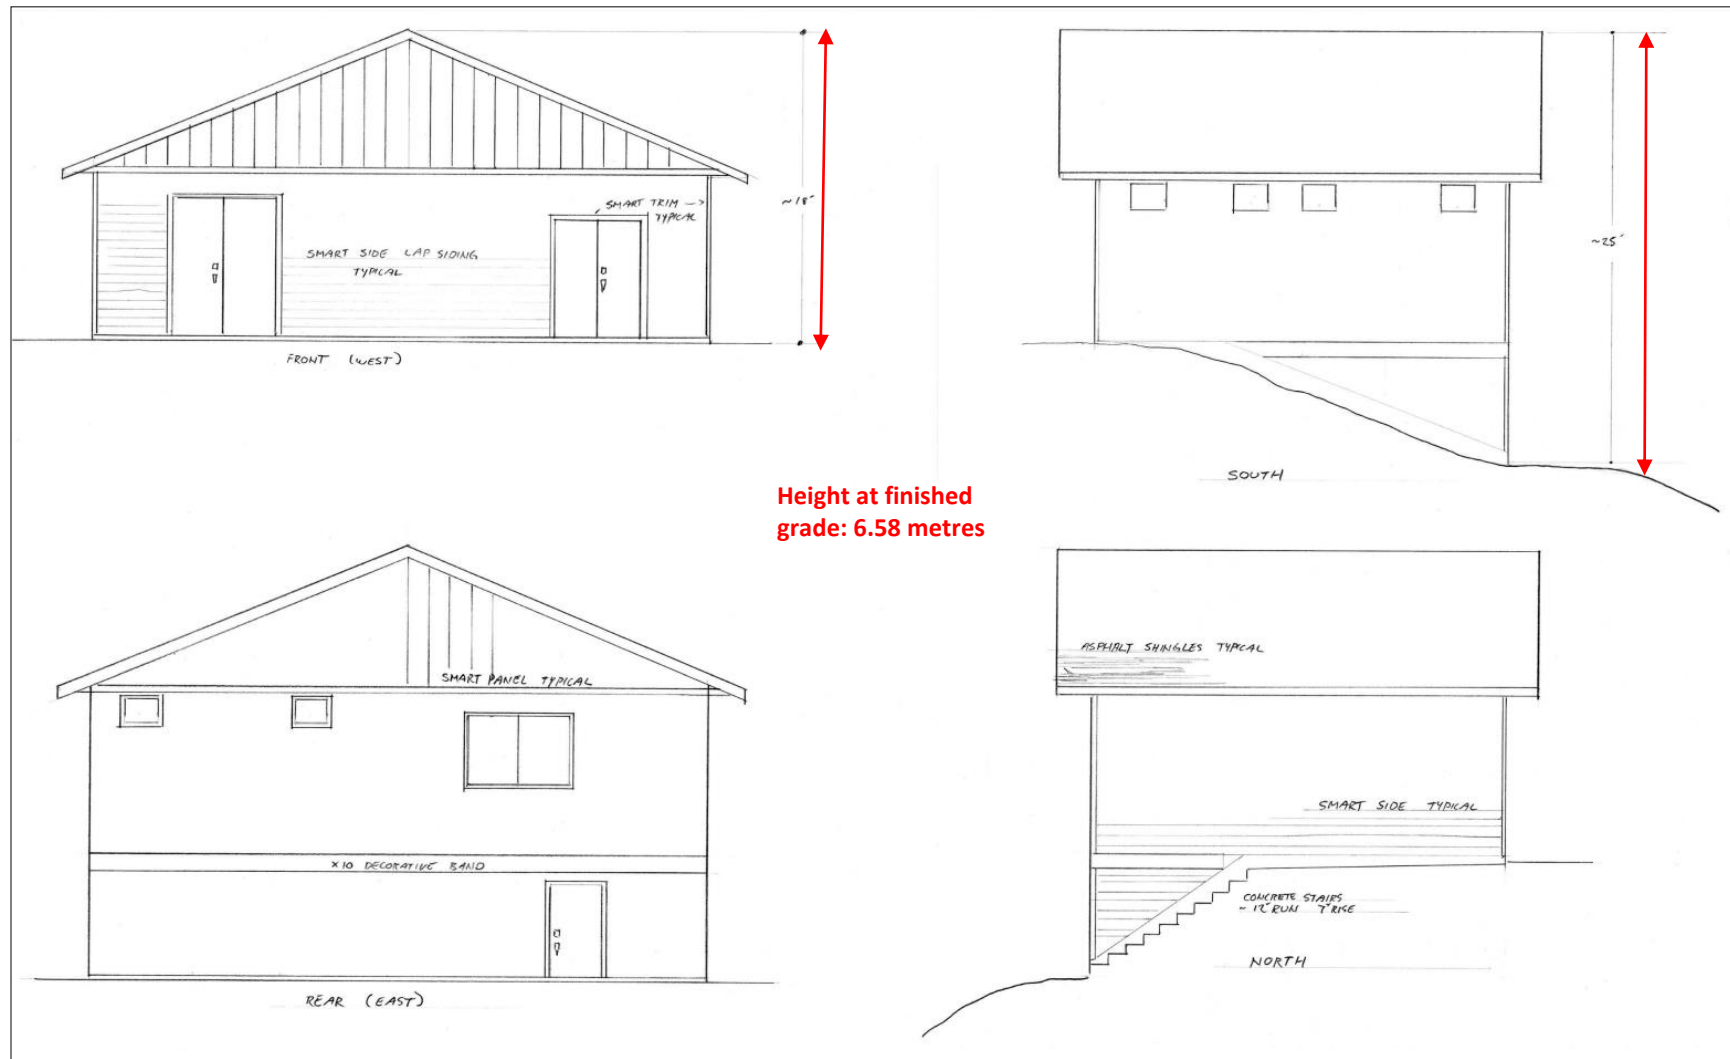 ~18'
SMART TRIM →
TYPICAL
SMART SIDE LAP SIDING
TYPICAL
FRONT (WEST)
~25'
SOUTH
Height at finished
grade: 6.58 metres
SMART PANEL TYPICAL
x10 DECORATIVE BAND
REAR (EAST)
ASPHALT SHINGLES TYPICAL
SMART SIDE TYPICAL
CONCRETE STAIRS
~ 12" RUN 7" RISE
NORTH